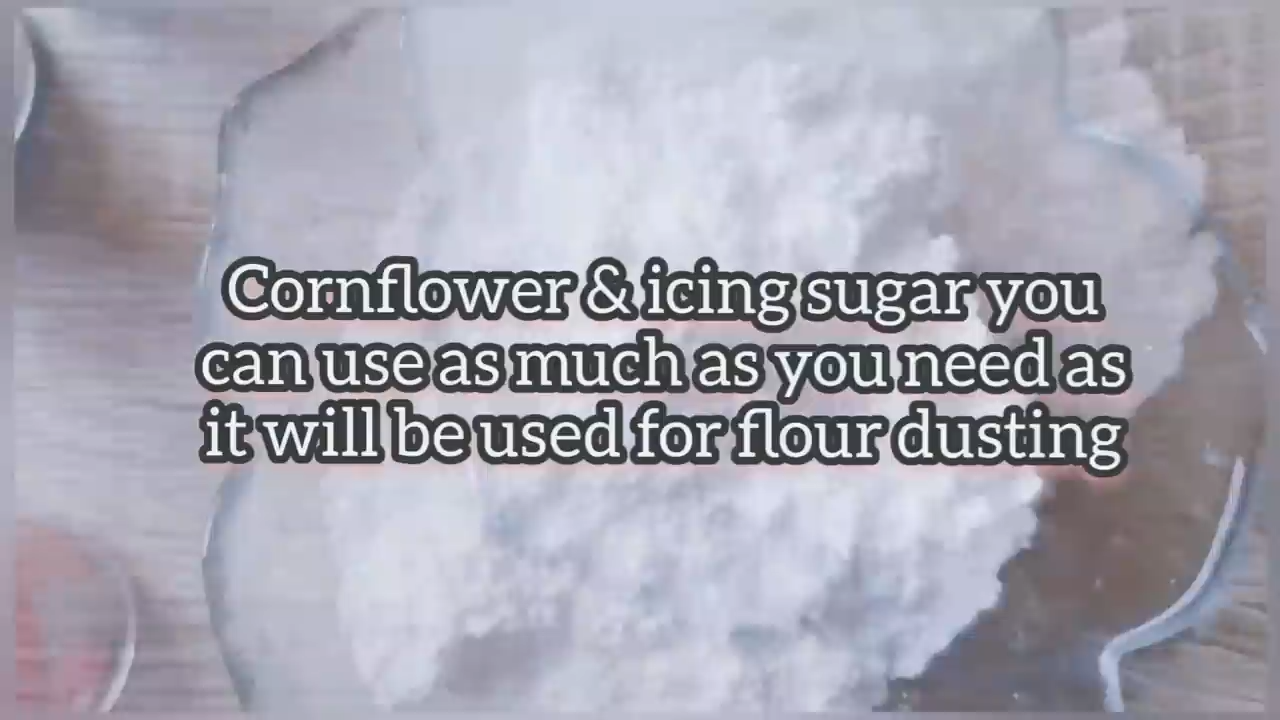 Cornflower & icing sugar you
can use as much as you need as
it will be used for flour dusting